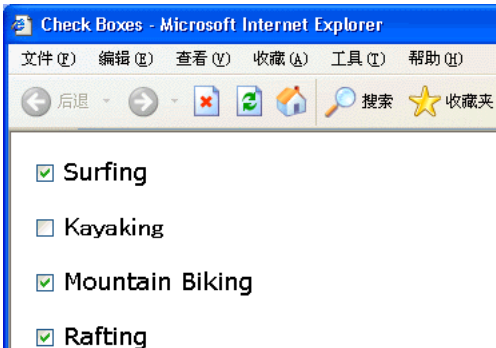 Check Boxes - Microsoft Internet Explorer
文件(F) 编辑(E) 查看(V) 收藏(A) 工具(T) 帮助(H)
后退 搜索 收藏夹
Surfing
Kayaking
Mountain Biking
Rafting